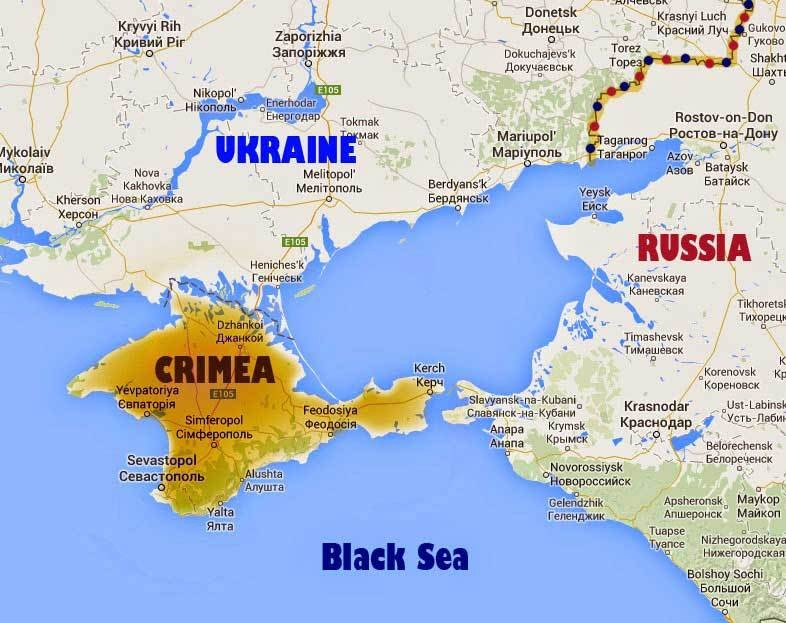 Kryvyi Rih
Кривий Ріг
Zaporizhia
Запоріжжя
Donetsk
Донецьк
Krasnyi Luch
Красний Луч
Gukovo
Гуково
Dokuchajevs'k
Докучаєвськ
Torez
Торез
Shakht
Шахт
Nikopol'
Нікополь
Enerhodar
Енергодар
E105
Tokmak
Токмак
Rostov-on-Don
Ростов-на-Дону
UKRAINE
Mariupol'
Маріуполь
Taganrog
Таганрог
Azov
Азов
Bataysk
Батайск
Mykolaiv
Миколаїв
Nova
Kakhovka
Нова Каховка
Melitopol'
Мелітополь
Berdyans'k
Бердянськ
Yeysk
Ейск
Kherson
Херсон
E105
RUSSIA
Heniches'k
Генічеськ
Kanevskaya
Каневская
Tikhorets
Тихорец
Dzhankoi
Джанкой
Timashevsk
Тимашёвск
CRIMEA
Kerch
Керч
Korenovsk
Кореновск
Yevpatoriya
Євпаторія
E105
Feodosiya
Феодосія
Slavyansk-na-Kubani
Славянск-на-Кубани
Krasnodar
Краснодар
Ust-Labinsk
Усть-Лаби
Simferopol
Сімферополь
Anapa
Анапа
Krymsk
Крымск
Belorechensk
Белореченск
Sevastopol
Севастополь
Alushta
Алушта
Novorossiysk
Новороссийск
Yalta
Ялта
Gelendzhik
Геленджик
Apsheronsk
Апшеронск
Maykop
Майкоп
Black Sea
Tuapse
Туапсе
Nizhegorodskaya
Нижегородская
Bolshoy Sochi
Большой
Сочи